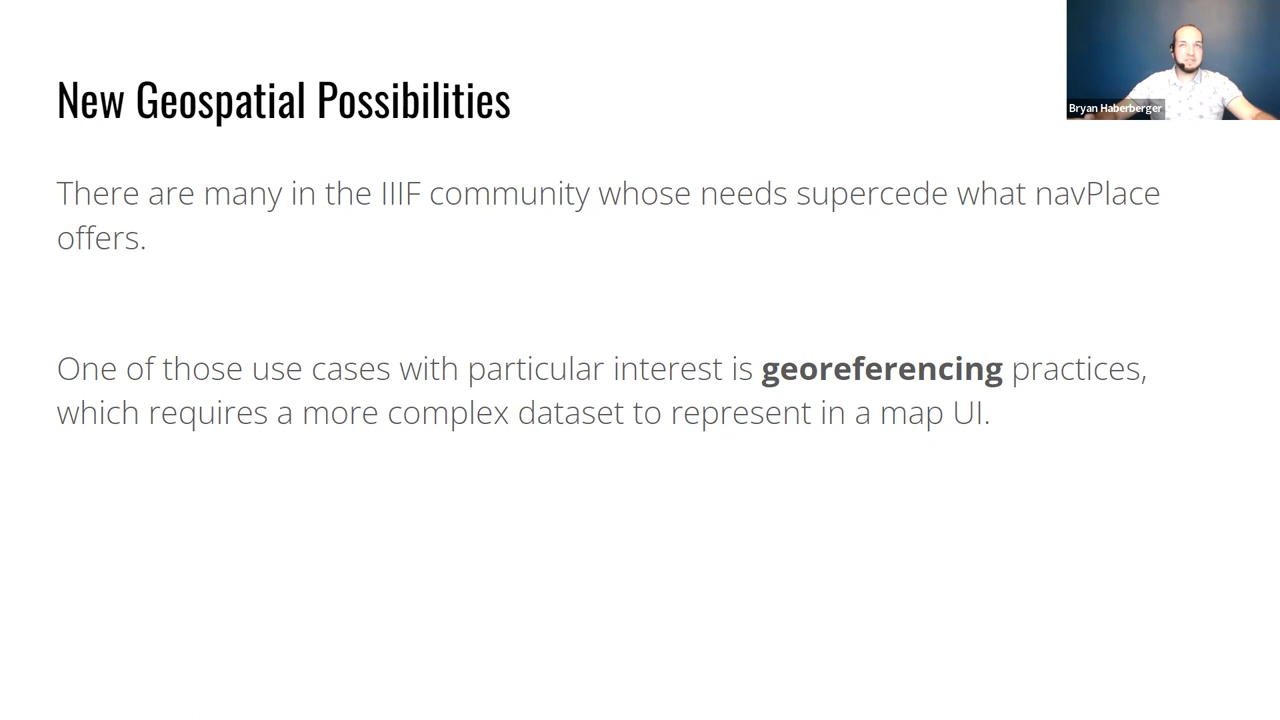 New Geospatial Possibilities
Bryan Haberberger
There are many in the IIIF community whose needs supercede what navPlace
offers.
One of those use cases with particular interest is georeferencing practices,
which requires a more complex dataset to represent in a map UI.